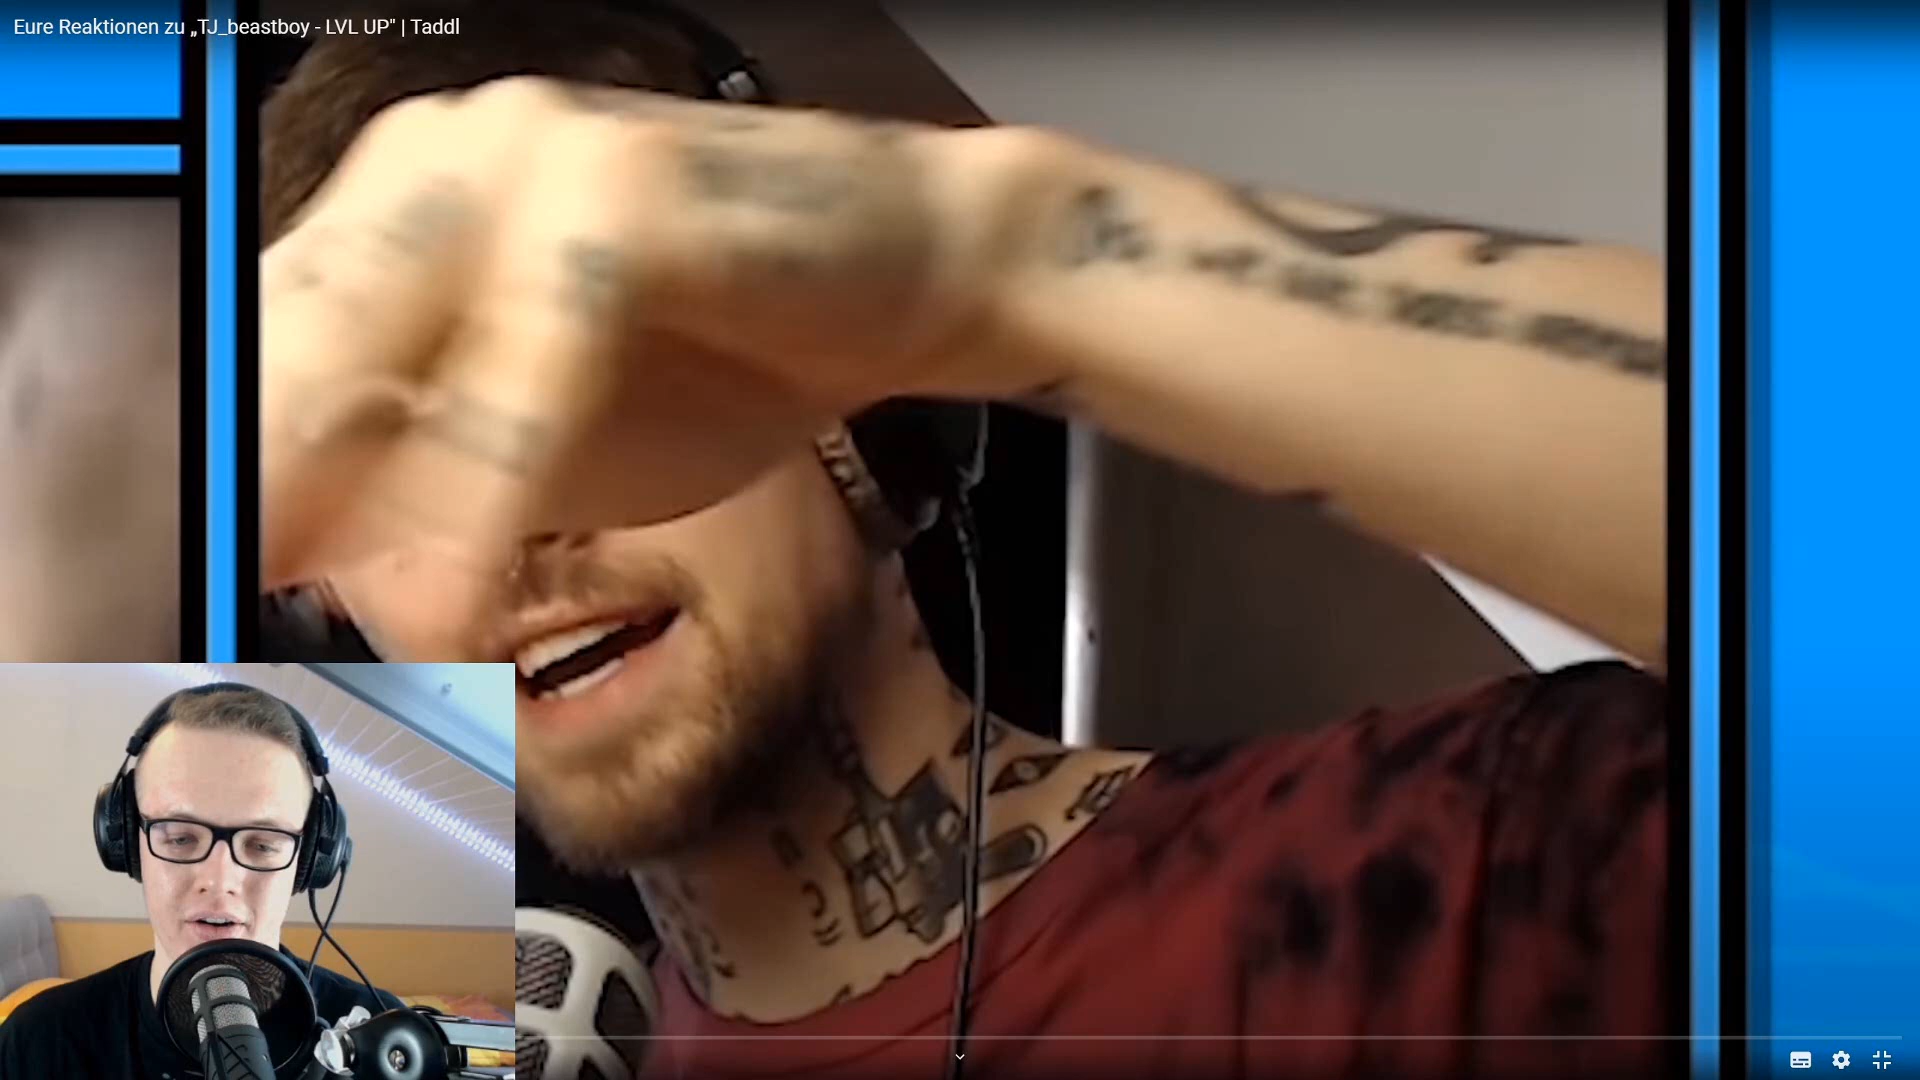 Eure Reaktionen zu „TJ_beastboy - LVL UP" | Taddl